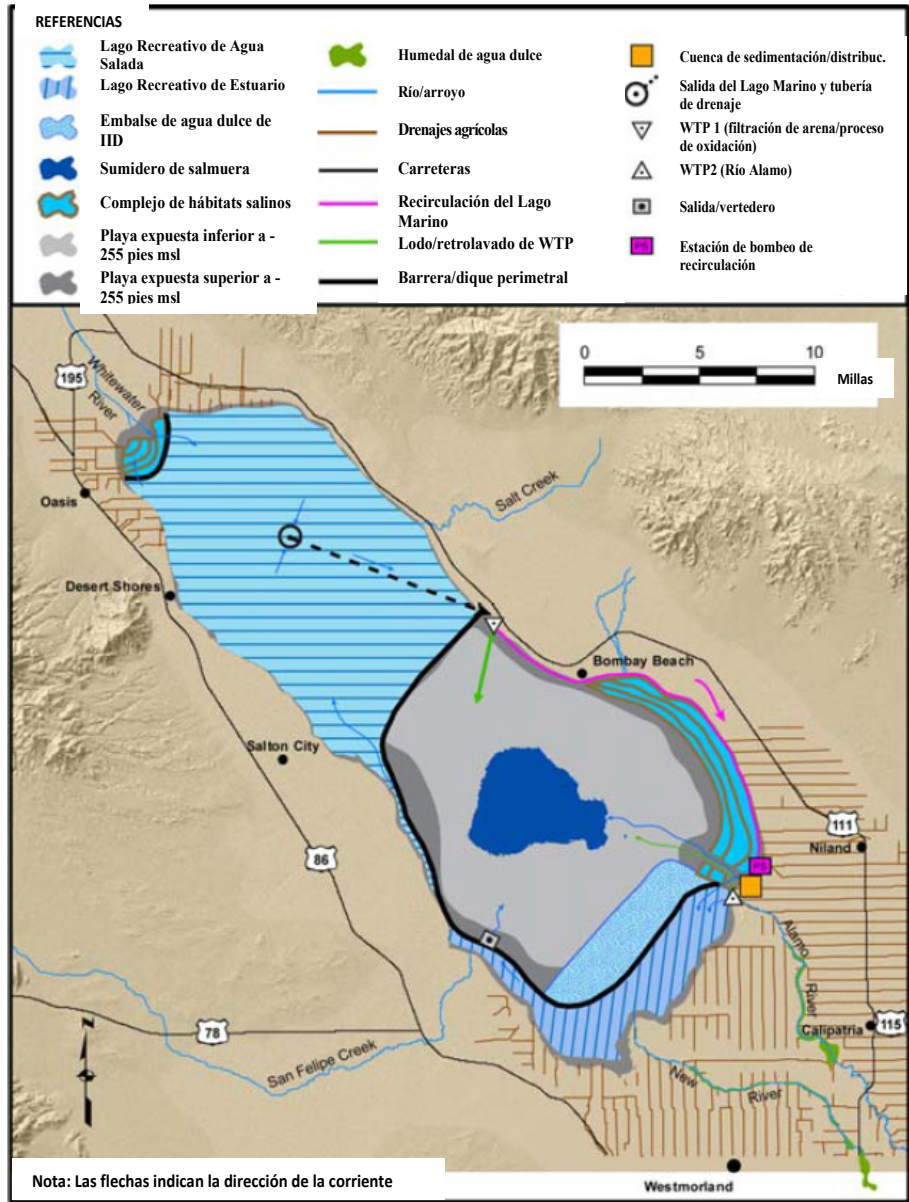 REFERENCIAS
Lago Recreativo de Agua
Salada
Lago Recreativo de Estuario
Embalse de agua dulce de
IID
Sumidero de salmuera
Complejo de hábitats salinos
Playa expuesta inferior a -
255 pies msl
Playa expuesta superior a -
255 pies msl
Humedal de agua dulce
Río/arroyo
Drenajes agrícolas
Carreteras
Recirculación del Lago
Marino
Lodo/retrolavado de WTP
Barrera/dique perimetral
Cuenca de sedimentación/distribuc.
Salida del Lago Marino y tubería
de drenaje
WTP 1 (filtración de arena/proceso
de oxidación)
WTP2 (Río Alamo)
Salida/vertedero
PS
Estación de bombeo de
recirculación
0 5 10
Millas
195
Whitewater
River
Oasis
Salt Creek
Desert Shores
Bombay Beach
Salton City
111
Niland
86
PS
Alamo
River
78
San Felipe Creek
Calipatria
115
New
River
N
Westmorland
Nota: Las flechas indican la dirección de la corriente